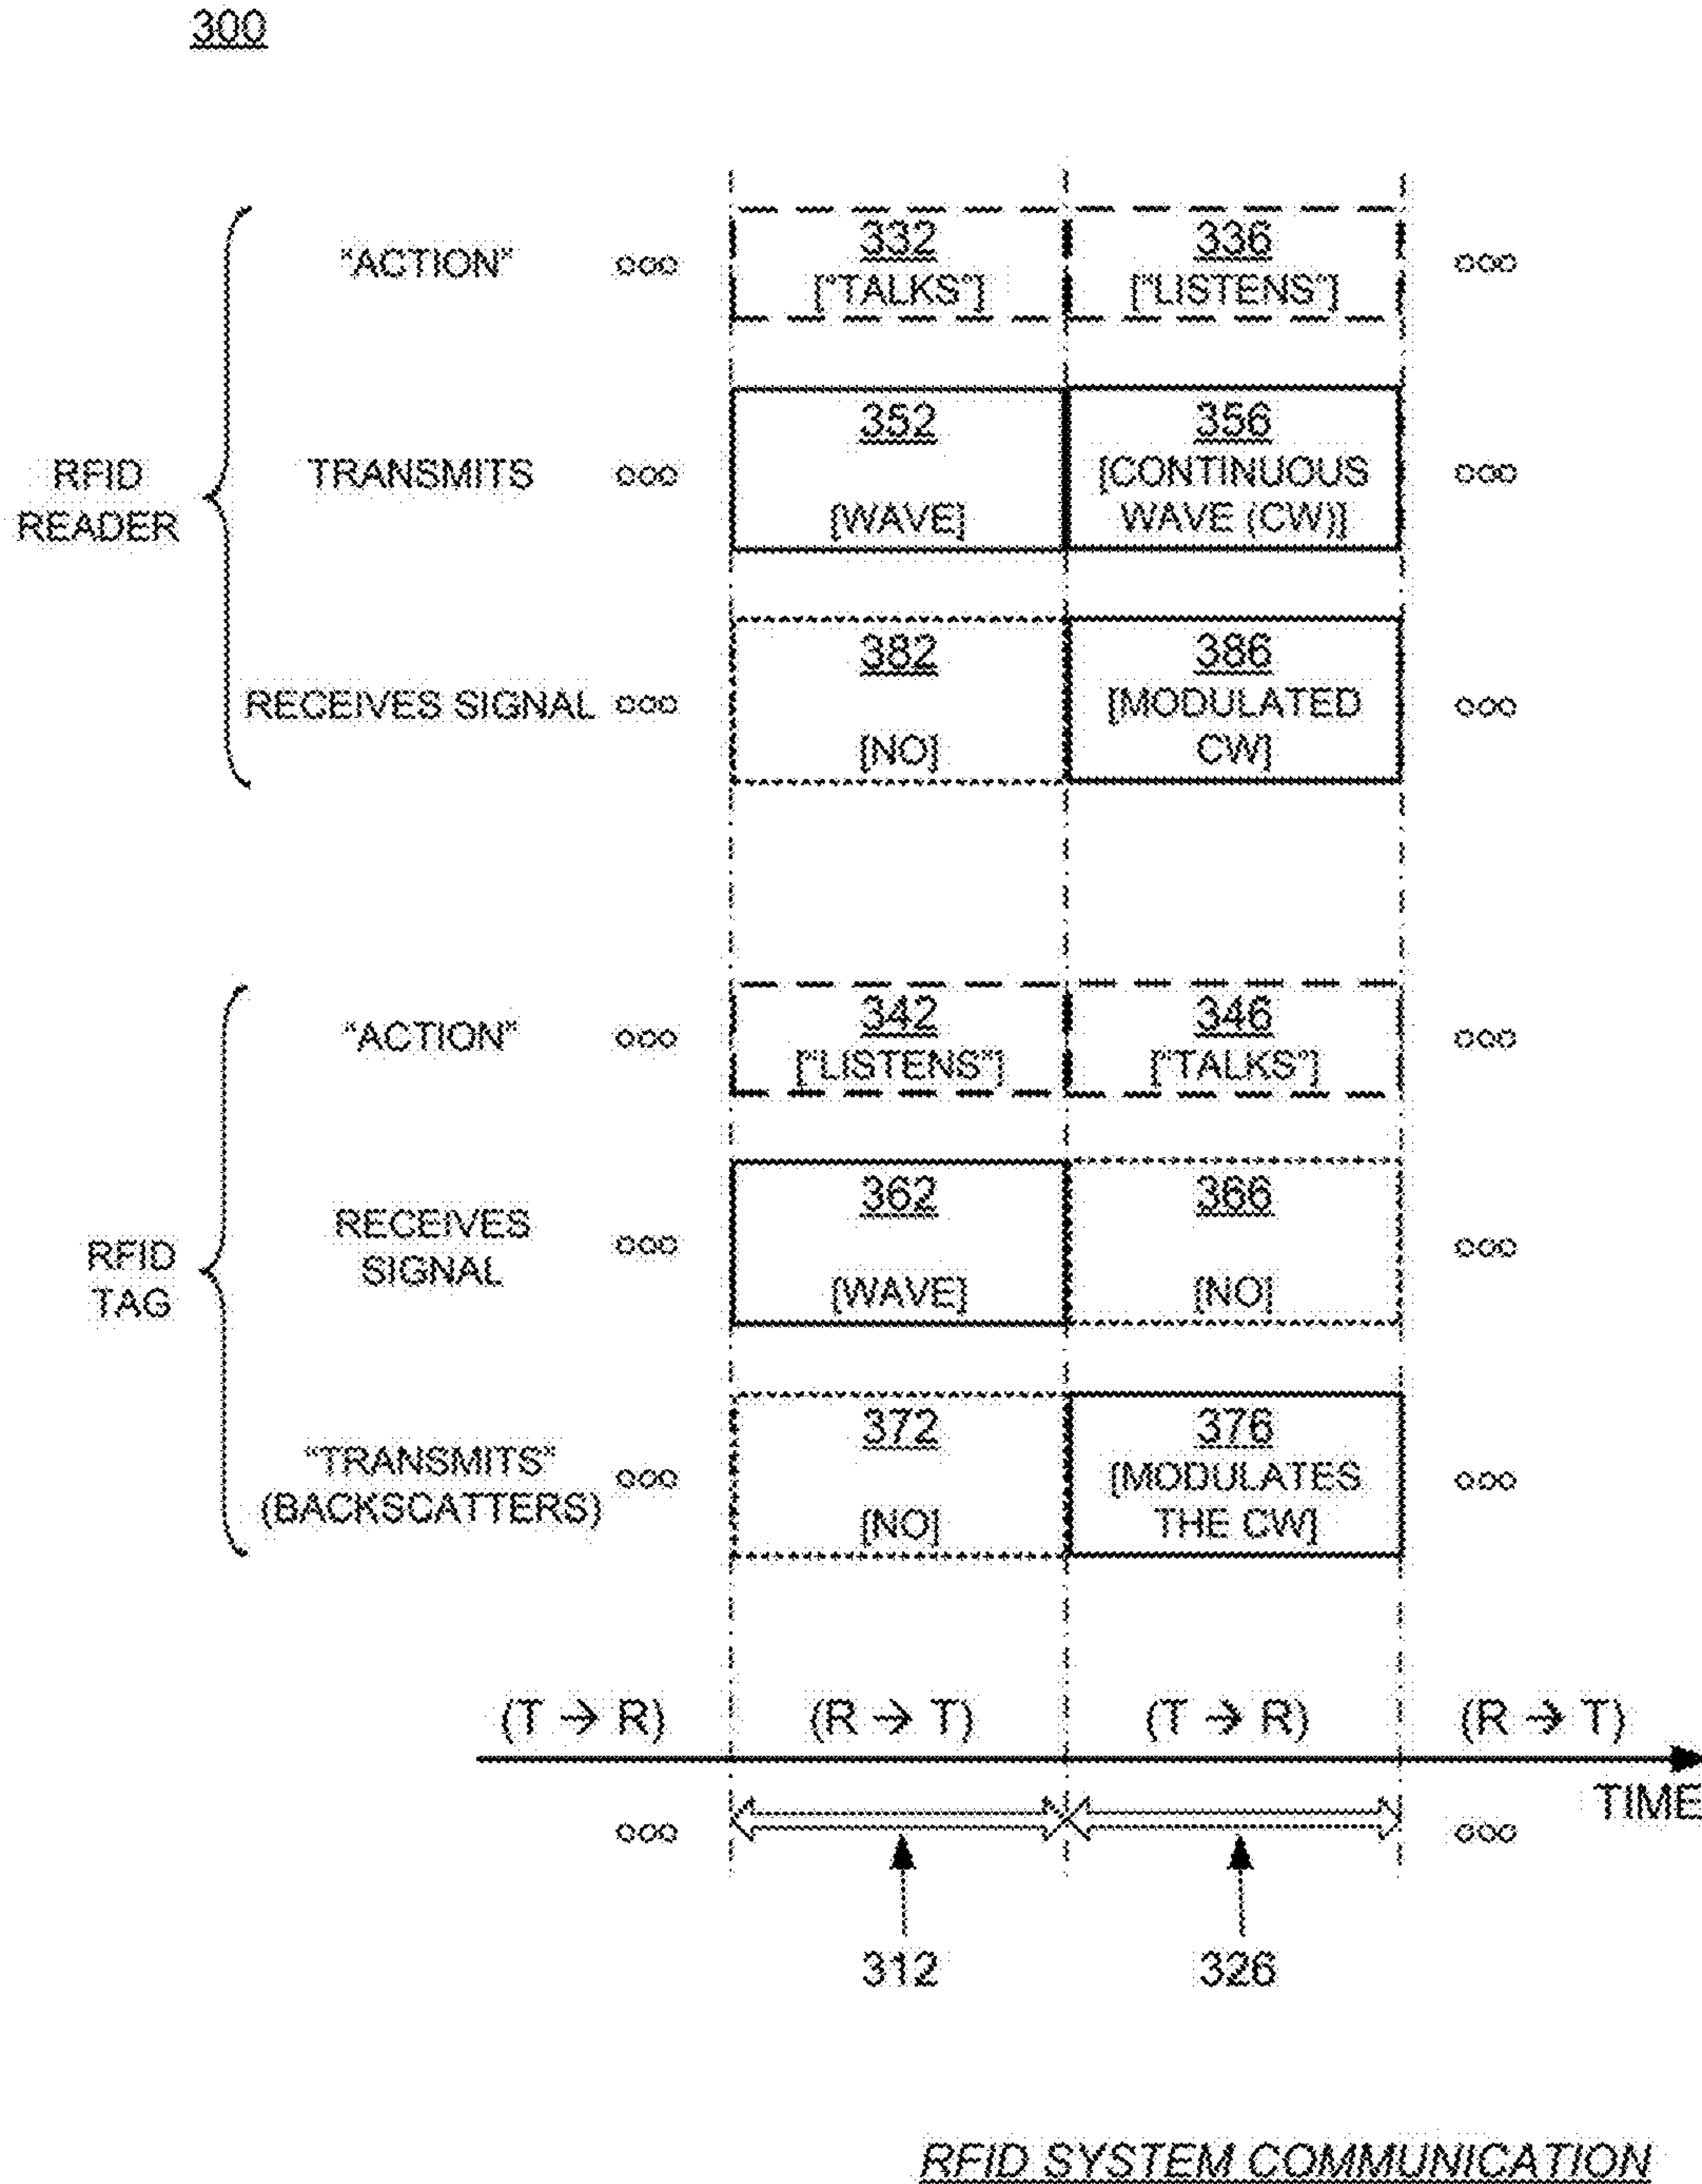 300
"ACTION" ooo 332 336 ooo
["TALKS"] ["LISTENS"]
RFID
READER
TRANSMITS ooo 352 356 ooo
[WAVE] [CONTINUOUS
WAVE (CW)]
RECEIVES SIGNAL ooo 382 386 ooo
[NO] [MODULATED
CW]
"ACTION" ooo 342 346 ooo
["LISTENS"] ["TALKS"]
RFID
TAG
RECEIVES
SIGNAL ooo 362 366 ooo
[WAVE] [NO]
"TRANSMITS"
(BACKSCATTERS) ooo 372 376 ooo
[NO] [MODULATES
THE CW]
(T → R) (R → T) (T → R) (R → T)
TIME
ooo ooo
312 326
RFID SYSTEM COMMUNICATION